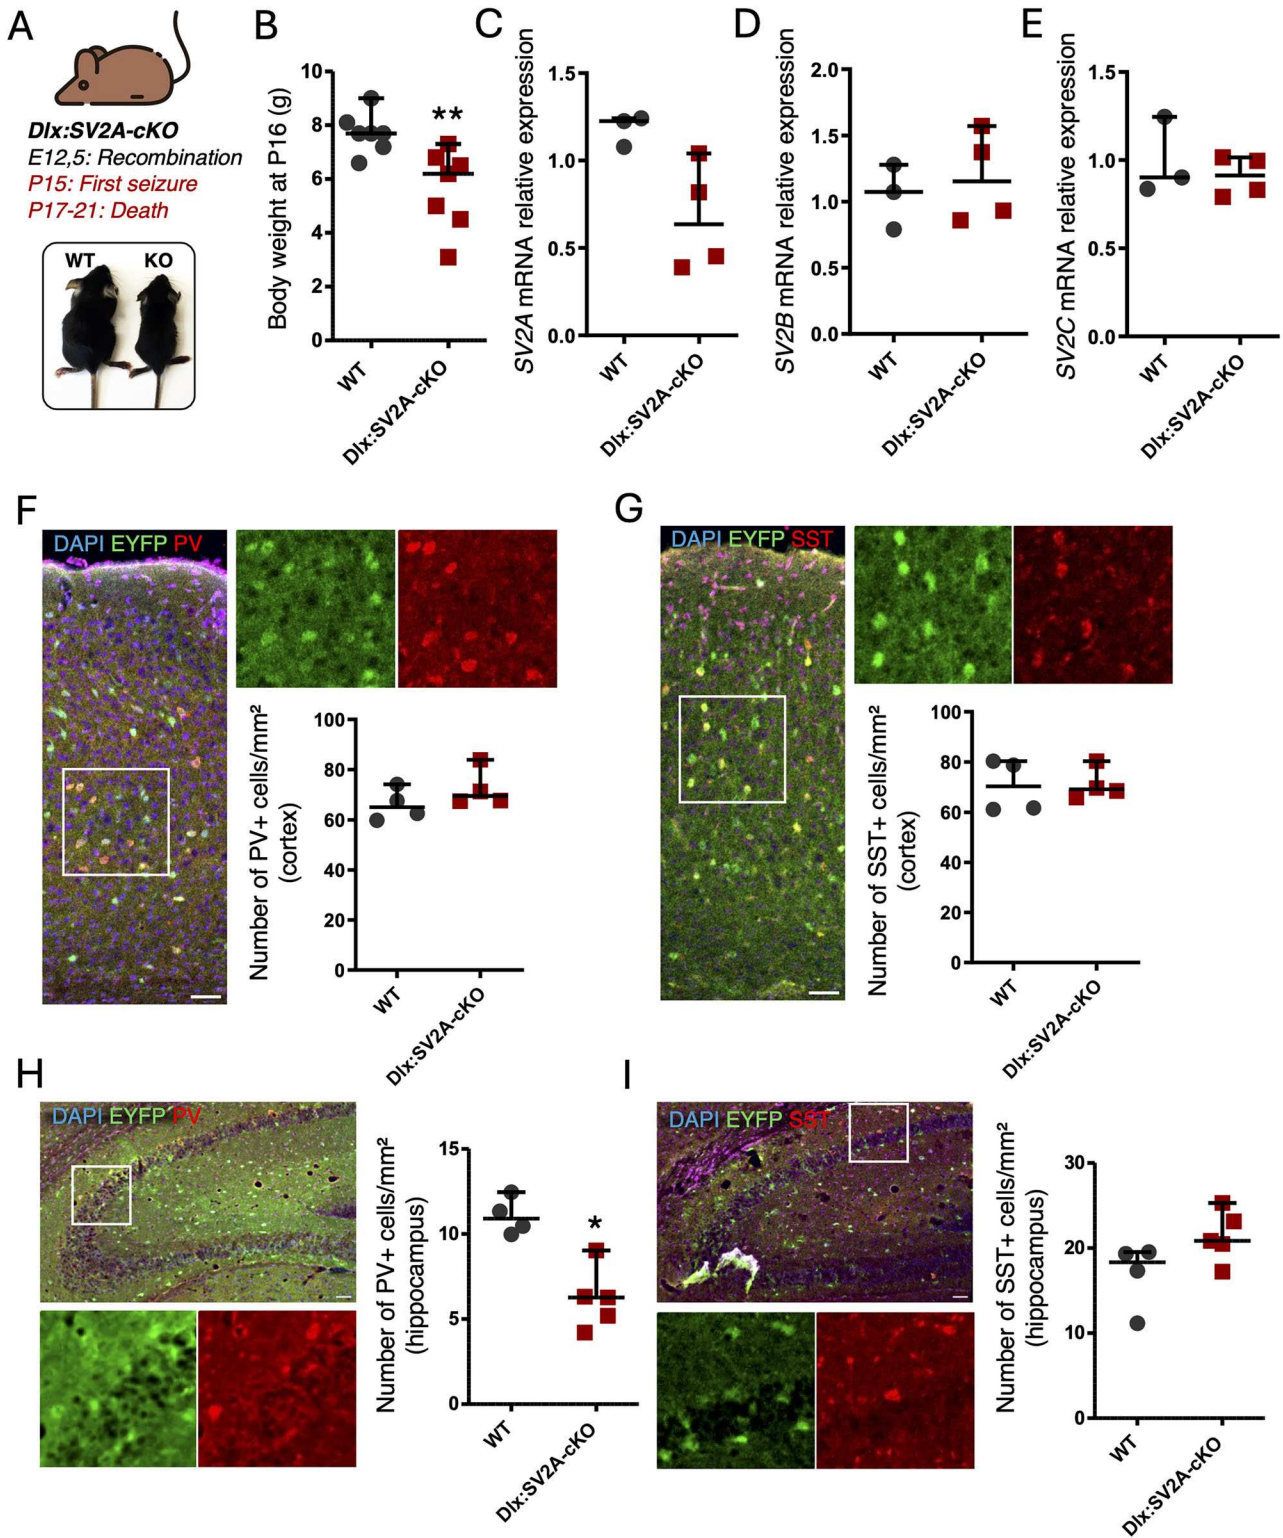 A
Dlx:SV2A-cKO
E12,5: Recombination
P15: First seizure
P17-21: Death
WT KO
B
Body weight at P16 (g)
10
8
6
4
2
0
**
WT
Dlx:SV2A-cKO
C
SV2A mRNA relative expression
1.5
1.0
0.5
0.0
WT
Dlx:SV2A-cKO
D
SV2B mRNA relative expression
2.0
1.5
1.0
0.5
0.0
WT
Dlx:SV2A-cKO
E
SV2C mRNA relative expression
1.5
1.0
0.5
0.0
WT
Dlx:SV2A-cKO
F
DAPI EYFP PV
Number of PV+ cells/mm²
(cortex)
100
80
60
40
20
0
WT
Dlx:SV2A-cKO
G
DAPI EYFP SST
Number of SST+ cells/mm²
(cortex)
100
80
60
40
20
0
WT
Dlx:SV2A-cKO
H
DAPI EYFP PV
Number of PV+ cells/mm²
(hippocampus)
15
10
5
0
*
WT
Dlx:SV2A-cKO
I
DAPI EYFP SST
Number of SST+ cells/mm²
(hippocampus)
30
20
10
0
WT
Dlx:SV2A-cKO